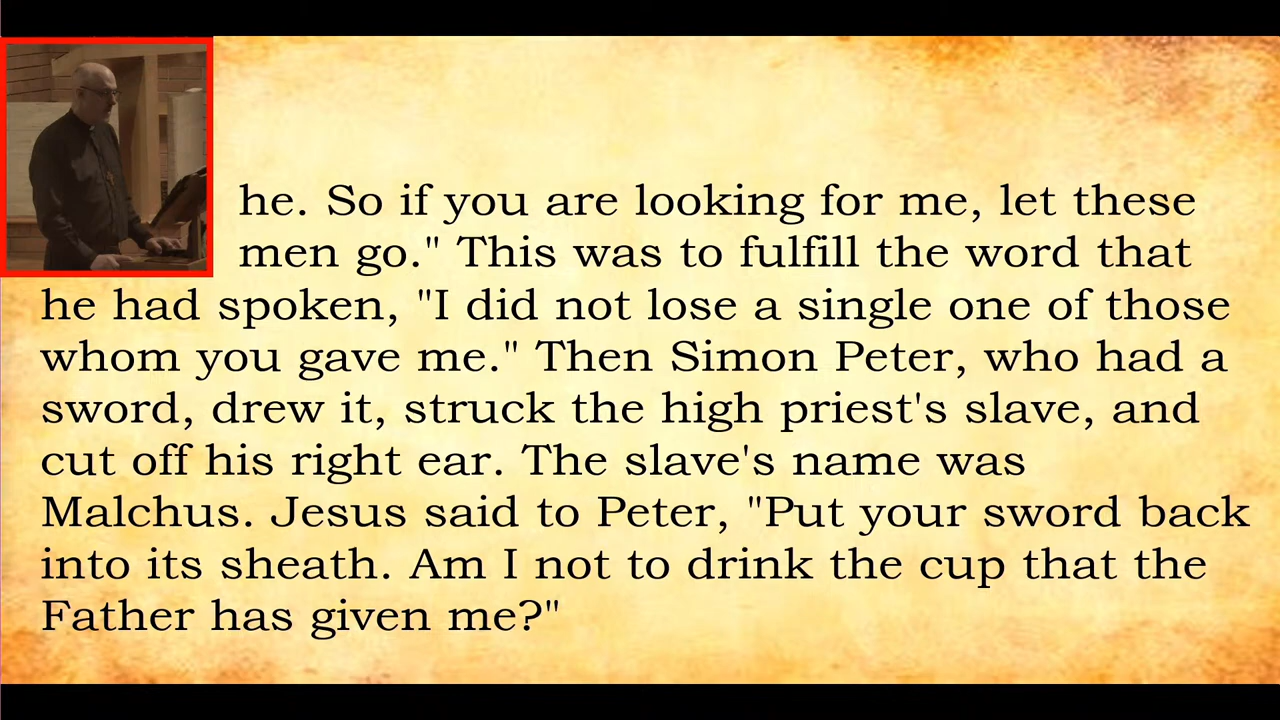 he. So if you are looking for me, let these
men go." This was to fulfill the word that
he had spoken, "I did not lose a single one of those
whom you gave me." Then Simon Peter, who had a
sword, drew it, struck the high priest's slave, and
cut off his right ear. The slave's name was
Malchus. Jesus said to Peter, "Put your sword back
into its sheath. Am I not to drink the cup that the
Father has given me?"